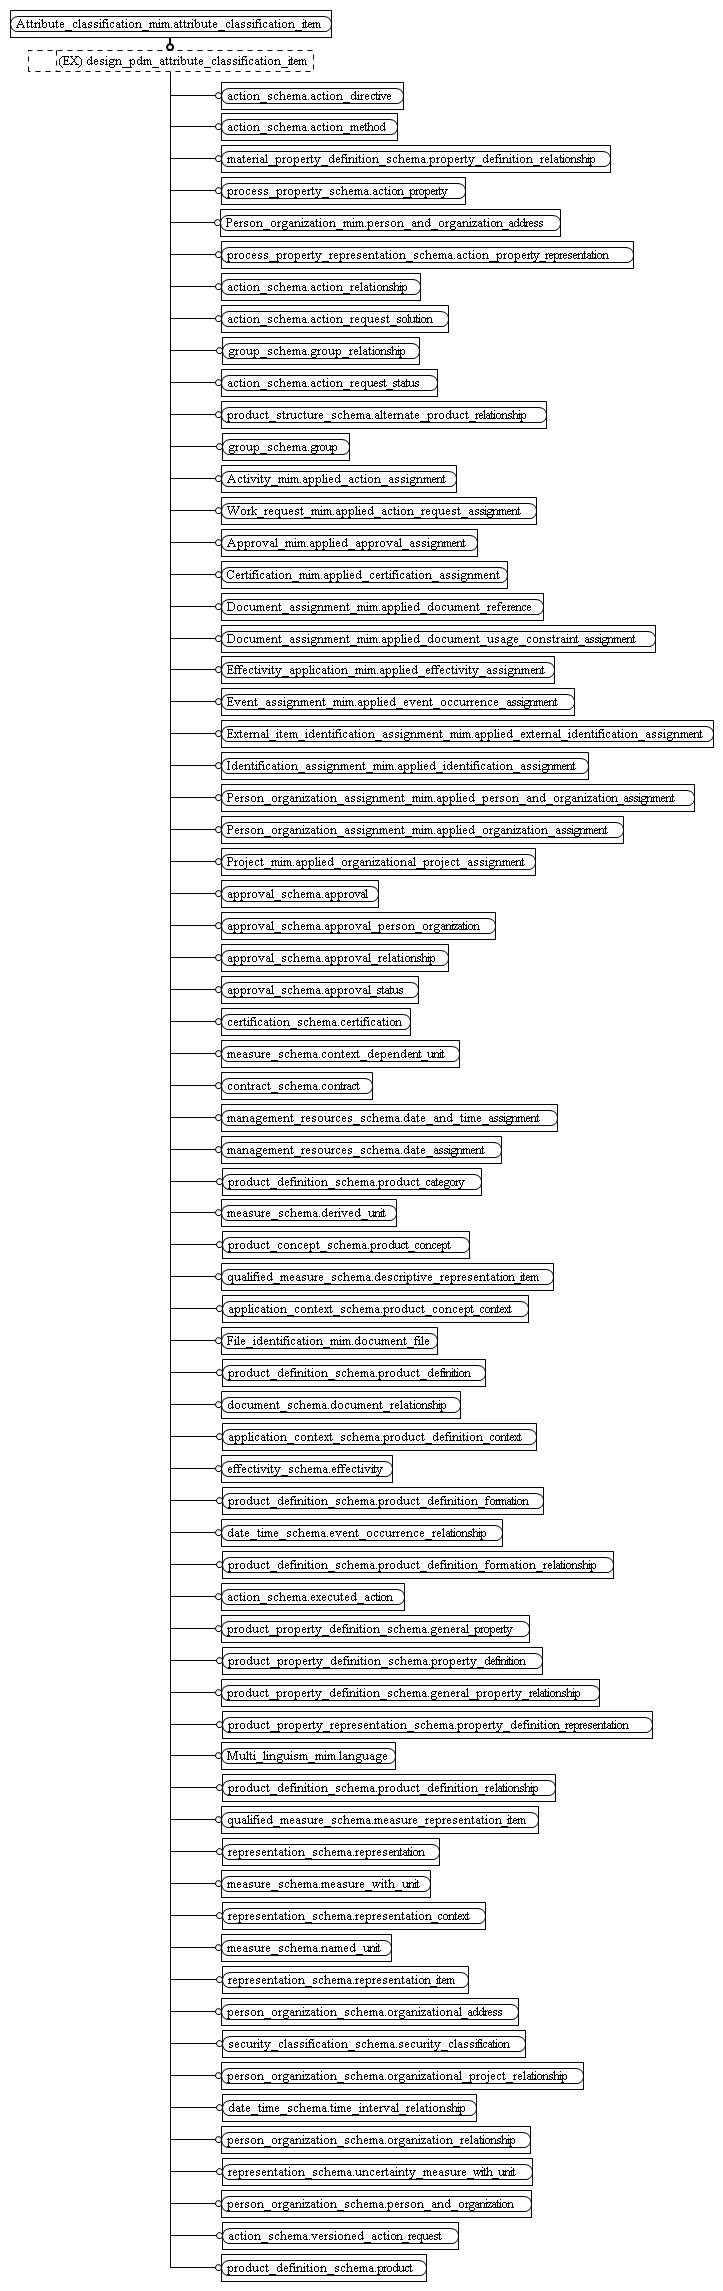 Attribute_classification_mim.attribute_classification_item
(EX) design_pdm_attribute_classification_item
action_schema.action_directive
action_schema.action_method
material_property_definition_schema.property_definition_relationship
process_property_schema.action_property
Person_organization_mim.person_and_organization_address
process_property_representation_schema.action_property_representation
action_schema.action_relationship
action_schema.action_request_solution
group_schema.group_relationship
action_schema.action_request_status
product_structure_schema.alternate_product_relationship
group_schema.group
Activity_mim.applied_action_assignment
Work_request_mim.applied_action_request_assignment
Approval_mim.applied_approval_assignment
Certification_mim.applied_certification_assignment
Document_assignment_mim.applied_document_reference
Document_assignment_mim.applied_document_usage_constraint_assignment
Effectivity_application_mim.applied_effectivity_assignment
Event_assignment_mim.applied_event_occurrence_assignment
External_item_identification_assignment_mim.applied_external_identification_assignment
Identification_assignment_mim.applied_identification_assignment
Person_organization_assignment_mim.applied_person_and_organization_assignment
Person_organization_assignment_mim.applied_organization_assignment
Project_mim.applied_organizational_project_assignment
approval_schema.approval
approval_schema.approval_person_organization
approval_schema.approval_relationship
approval_schema.approval_status
certification_schema.certification
measure_schema.context_dependent_unit
contract_schema.contract
management_resources_schema.date_and_time_assignment
management_resources_schema.date_assignment
product_definition_schema.product_category
measure_schema.derived_unit
product_concept_schema.product_concept
qualified_measure_schema.descriptive_representation_item
application_context_schema.product_concept_context
File_identification_mim.document_file
product_definition_schema.product_definition
document_schema.document_relationship
application_context_schema.product_definition_context
effectivity_schema.effectivity
product_definition_schema.product_definition_formation
date_time_schema.event_occurrence_relationship
product_definition_schema.product_definition_formation_relationship
action_schema.executed_action
product_property_definition_schema.general_property
product_property_definition_schema.property_definition
product_property_definition_schema.general_property_relationship
product_property_representation_schema.property_definition_representation
Multi_linguism_mim.language
product_definition_schema.product_definition_relationship
qualified_measure_schema.measure_representation_item
representation_schema.representation
measure_schema.measure_with_unit
representation_schema.representation_context
measure_schema.named_unit
representation_schema.representation_item
person_organization_schema.organizational_address
security_classification_schema.security_classification
person_organization_schema.organizational_project_relationship
date_time_schema.time_interval_relationship
person_organization_schema.organization_relationship
representation_schema.uncertainty_measure_with_unit
person_organization_schema.person_and_organization
action_schema.versioned_action_request
product_definition_schema.product